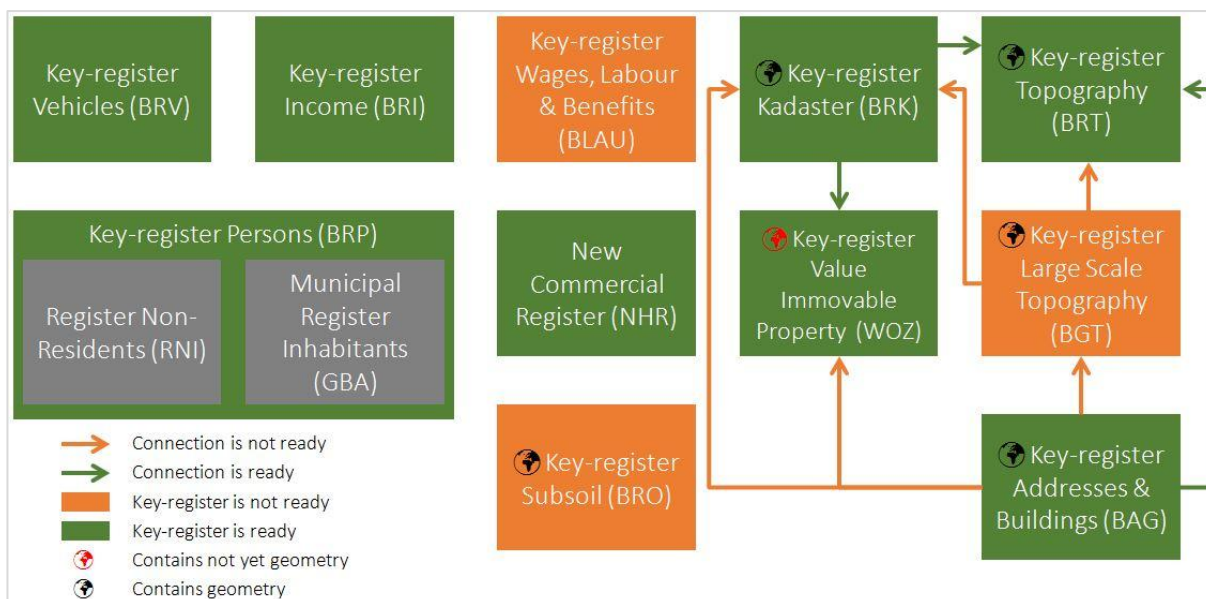 Key-register
Vehicles (BRV)
Key-register
Income (BRI)
Key-register
Wages, Labour
& Benefits
(BLAU)
Key-register
Kadaster (BRK)
Key-register
Topography
(BRT)
Key-register Persons (BRP)
Register Non-
Residents (RNI)
Municipal
Register
Inhabitants
(GBA)
New
Commercial
Register (NHR)
Key-register
Value
Immovable
Property (WOZ)
Key-register
Large Scale
Topography
(BGT)
Key-register
Subsoil (BRO)
Key-register
Addresses &
Buildings (BAG)
Connection is not ready
Connection is ready
Key-register is not ready
Key-register is ready
Contains not yet geometry
Contains geometry